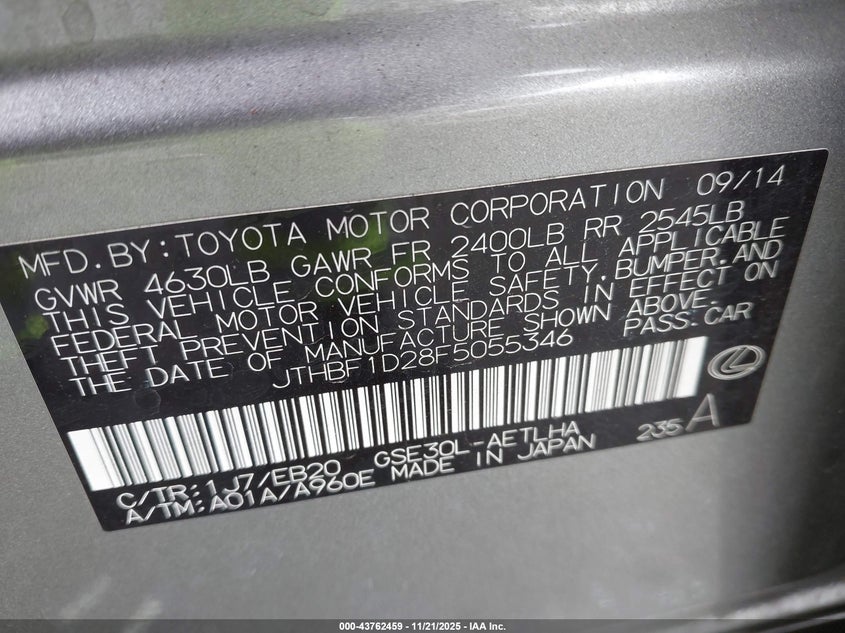 MFD.BY:TOYOTA MOTOR CORPORATION 09/14
GVWR 4630LB GAWR FR 2400LB RR 2545LB
THIS VEHICLE CONFORMS TO ALL APPLICABLE
FEDERAL MOTOR VEHICLE SAFETY,BUMPER,AND
THEFT PREVENTION STANDARDS IN EFFECT ON
THE DATE OF MANUFACTURE SHOWN ABOVE.
JTHBF1D28F5055346 PASS-CAR
C/TR:1J7/EB20 GSE30L-AETLHA 235 A
A/TM:A01A/A960E MADE IN JAPAN
000-43762459 - 11/21/2025 - IAA Inc.